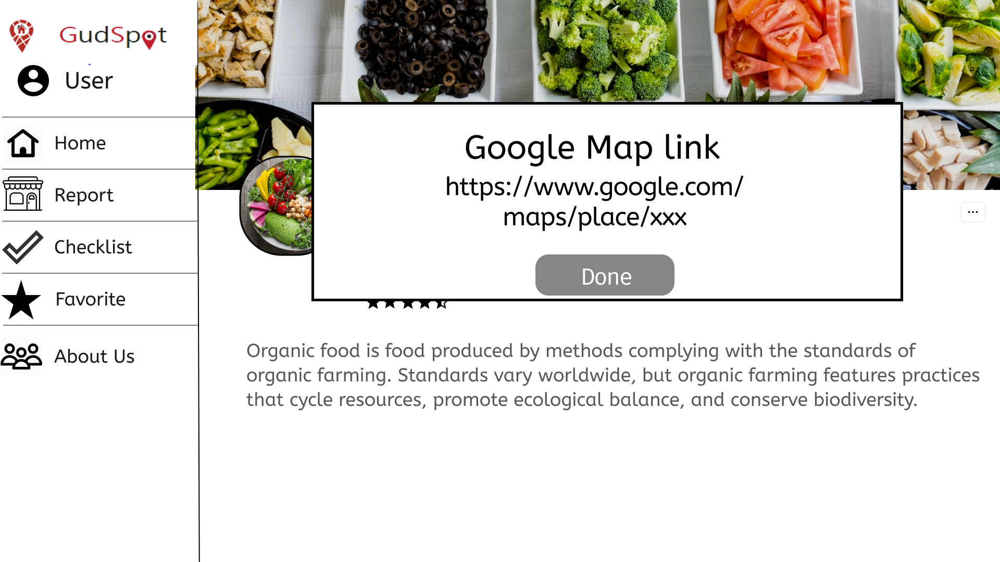 GudSpot
User
Home
Report
Checklist
Favorite
About Us
Google Map link
https://www.google.com/
maps/place/xxx
Done
...
Organic food is food produced by methods complying with the standards of
organic farming. Standards vary worldwide, but organic farming features practices
that cycle resources, promote ecological balance, and conserve biodiversity.